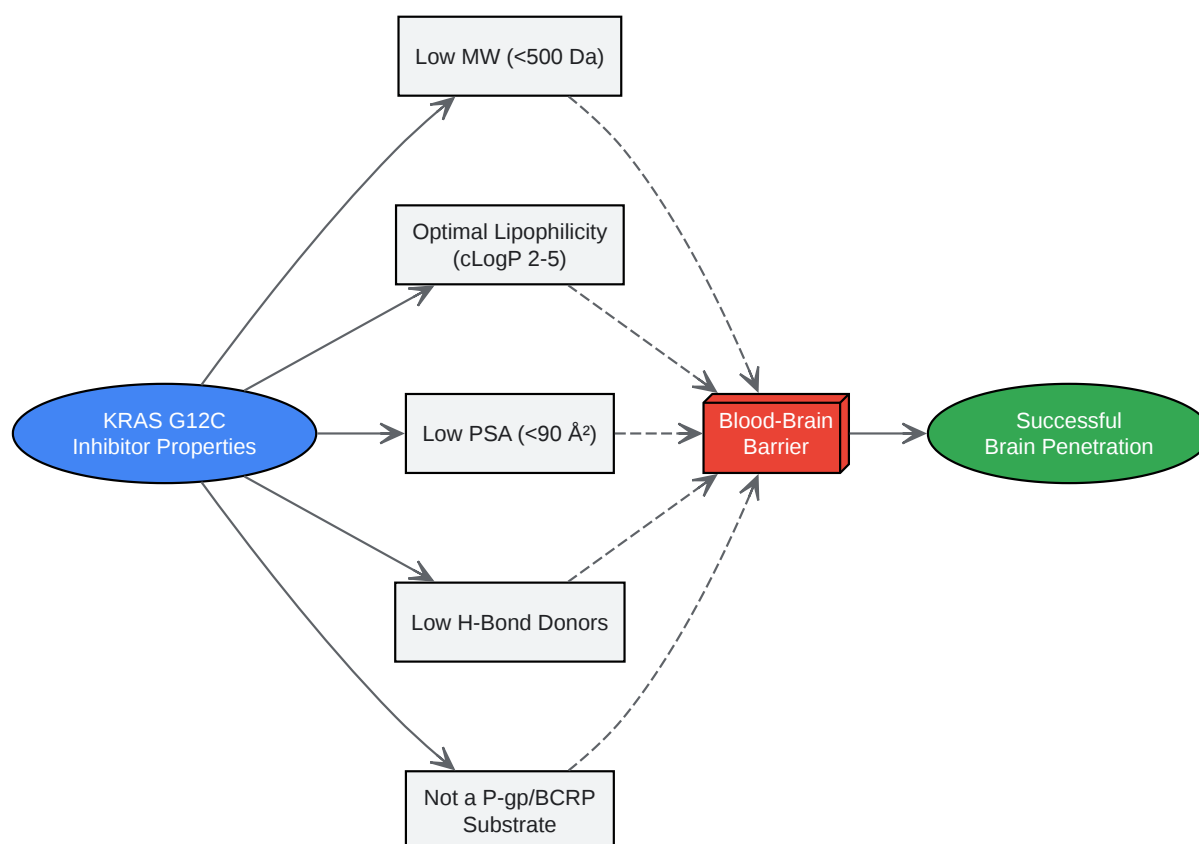 Low MW (<500 Da)
Optimal Lipophilicity
(cLogP 2-5)
KRAS G12C
Inhibitor Properties
Low PSA (<90 Å²)
Blood-Brain
Barrier
Successful
Brain Penetration
Low H-Bond Donors
Not a P-gp/BCRP
Substrate